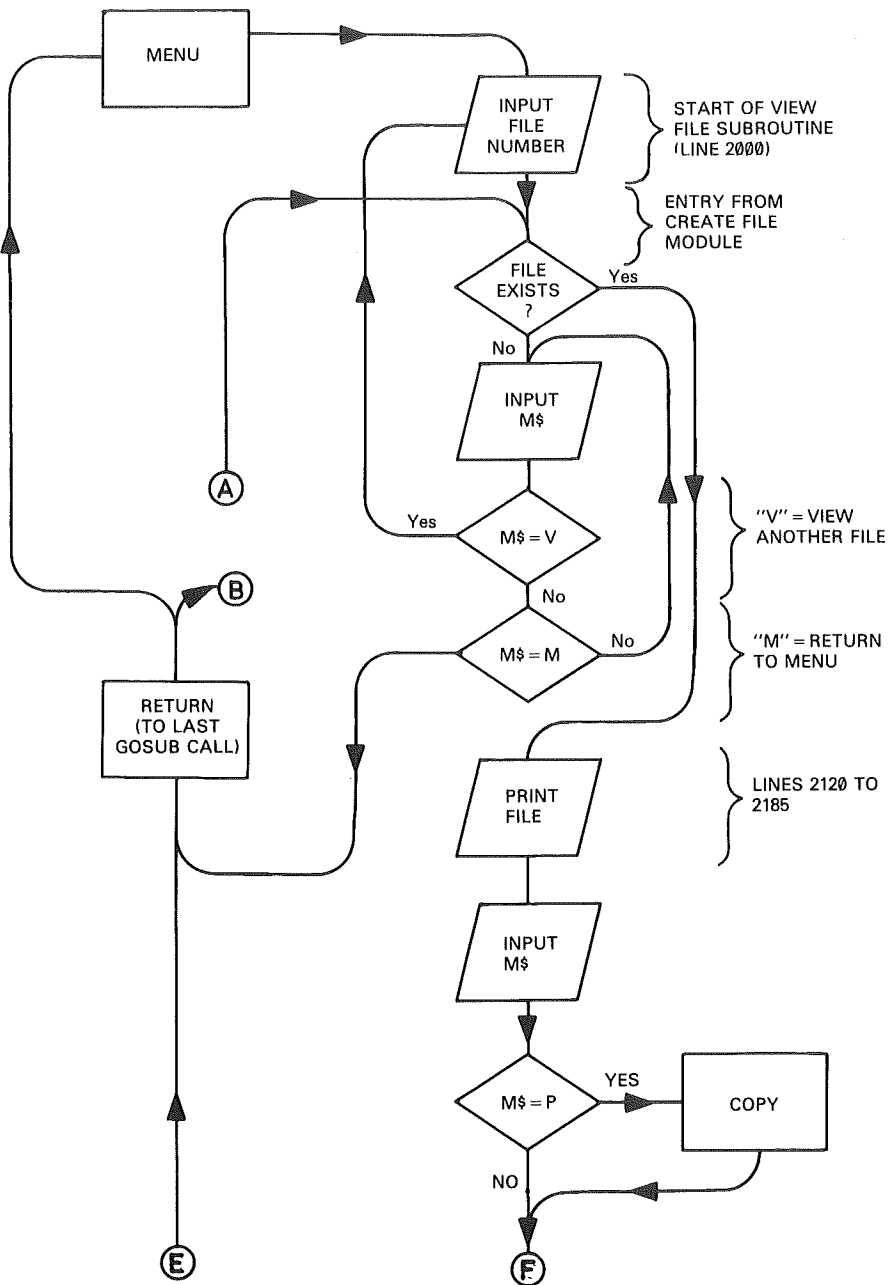 MENU
INPUT
FILE
NUMBER
START OF VIEW
FILE SUBROUTINE
(LINE 2000)
ENTRY FROM
CREATE FILE
MODULE
FILE
EXISTS
?
Yes
No
INPUT
M$
A
Yes
M$ = V
"V" = VIEW
ANOTHER FILE
B
No
M$ = M
No
"M" = RETURN
TO MENU
RETURN
(TO LAST
GOSUB CALL)
PRINT
FILE
LINES 2120 TO
2185
INPUT
M$
M$ = P
YES
COPY
NO
E
F